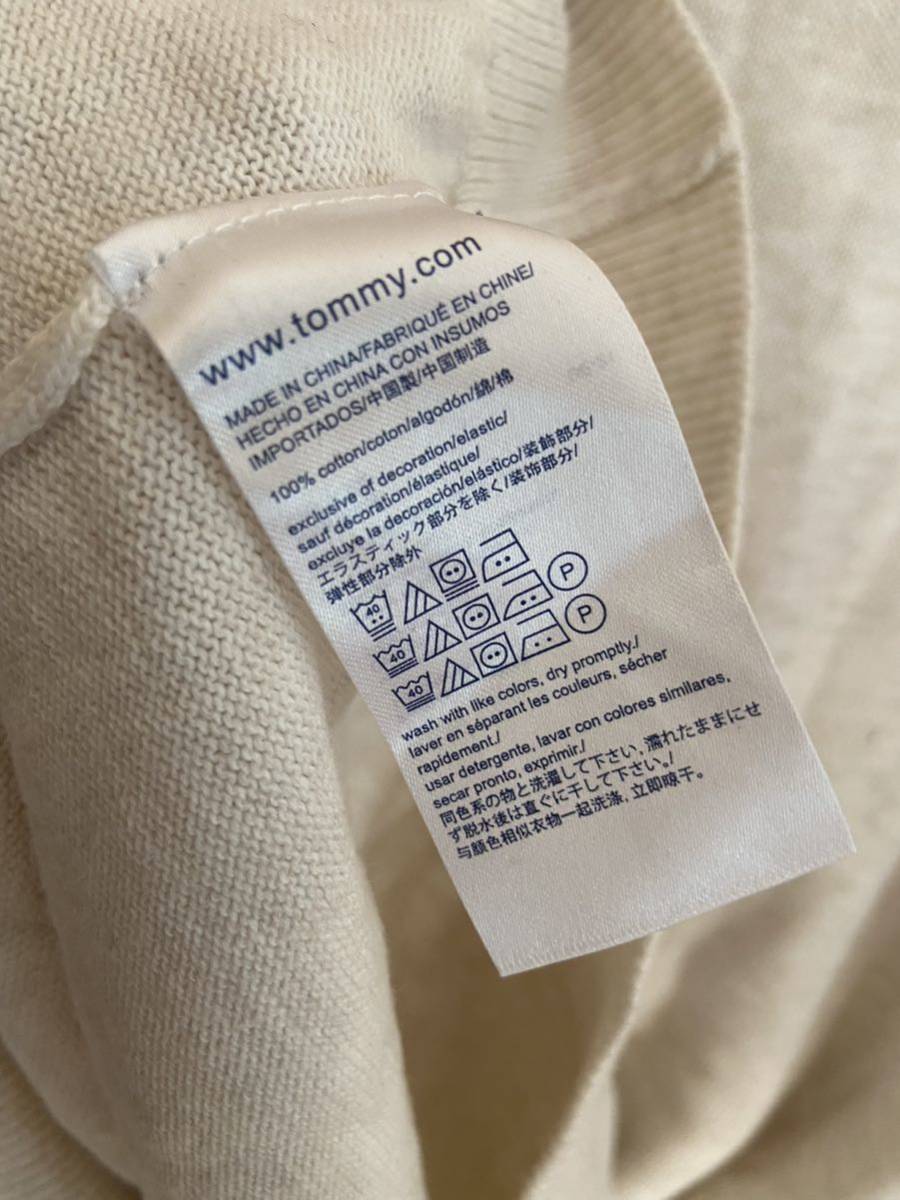 www.tommy.com
MADE IN CHINA/FABRIQUÉ EN CHINE/
HECHO EN CHINA CON INSUMOS
IMPORTADOS/中国製/中国制造
100% cotton/coton/algodón/綿/棉
exclusive of decoration/elastic/
sauf décoration/élastique/
excluye la decoración/elástico/装飾部分/
エラスティック部分を除く/装饰部分/
弹性部分除外
40 P
40 P
40
wash with like colors, dry promptly./
laver en séparant les couleurs, sécher
rapidement./
usar detergente, lavar con colores similares,
secar pronto, exprimir./
同色系の物と洗濯して下さい, 濡れたままにせ
ず脱水後は直ぐに干して下さい。/
与颜色相似衣物一起洗涤, 立即晾干。